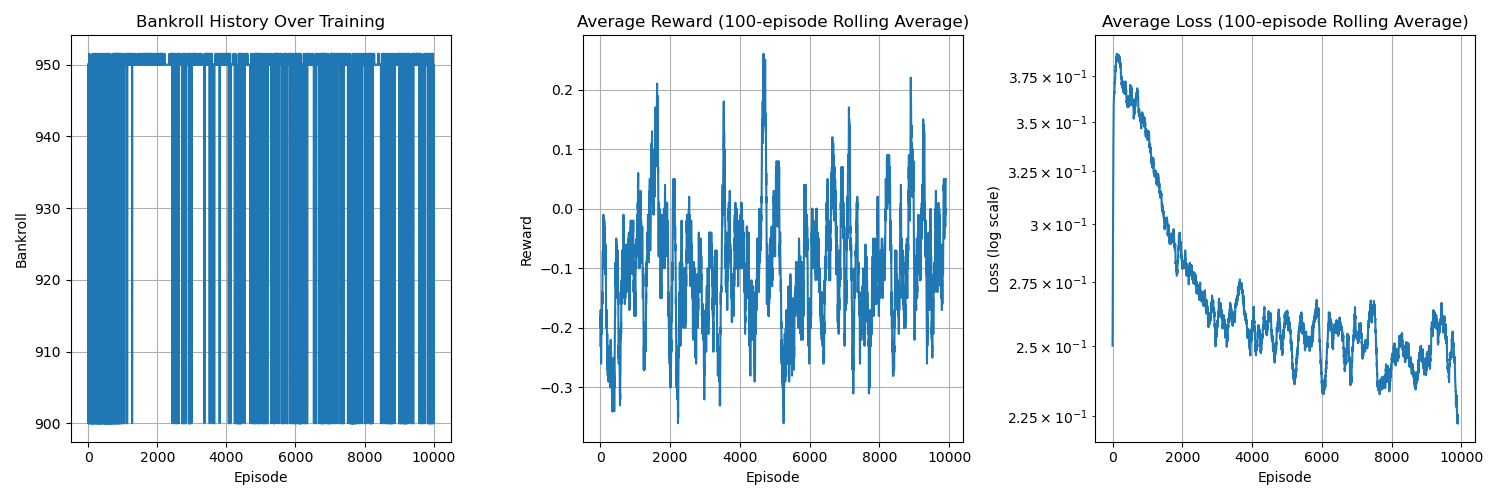 Bankroll History Over Training
950
940
930
920
910
900
Bankroll
0 2000 4000 6000 8000 10000
Episode
Average Reward (100-episode Rolling Average)
0.2
0.1
0.0
−0.1
−0.2
−0.3
Reward
0 2000 4000 6000 8000 10000
Episode
Average Loss (100-episode Rolling Average)
3.75 × 10⁻¹
3.5 × 10⁻¹
3.25 × 10⁻¹
3 × 10⁻¹
2.75 × 10⁻¹
2.5 × 10⁻¹
2.25 × 10⁻¹
Loss (log scale)
0 2000 4000 6000 8000 10000
Episode